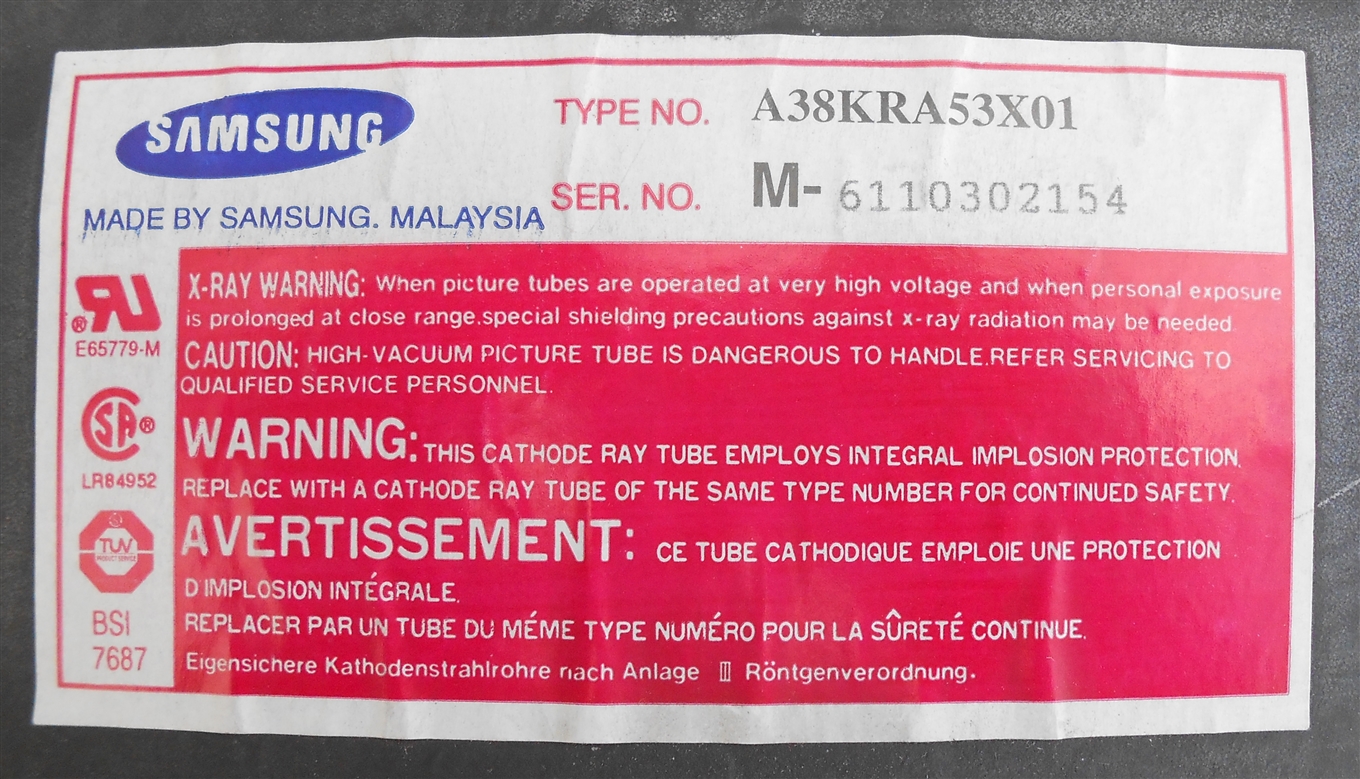 SAMSUNG
TYPE NO. A38KRA53X01
SER. NO. M- 6110302154
MADE BY SAMSUNG. MALAYSIA
X-RAY WARNING: When picture tubes are operated at very high voltage and when personal exposure
is prolonged at close range.special shielding precautions against x-ray radiation may be needed.
CAUTION: HIGH-VACUUM PICTURE TUBE IS DANGEROUS TO HANDLE.REFER SERVICING TO
QUALIFIED SERVICE PERSONNEL.
WARNING: THIS CATHODE RAY TUBE EMPLOYS INTEGRAL IMPLOSION PROTECTION.
REPLACE WITH A CATHODE RAY TUBE OF THE SAME TYPE NUMBER FOR CONTINUED SAFETY.
AVERTISSEMENT: CE TUBE CATHODIQUE EMPLOIE UNE PROTECTION
D'IMPLOSION INTÉGRALE.
REPLACER PAR UN TUBE DU MÉME TYPE NUMÉRO POUR LA SÛRETÉ CONTINUE.
Eigensichere Kathodenstrahlrohre nach Anlage Ⅲ Röntgenverordnung.
RU ®
E65779-M
SA ®
LR84952
TUV
PRODUCT SERVICE
BSI
7687